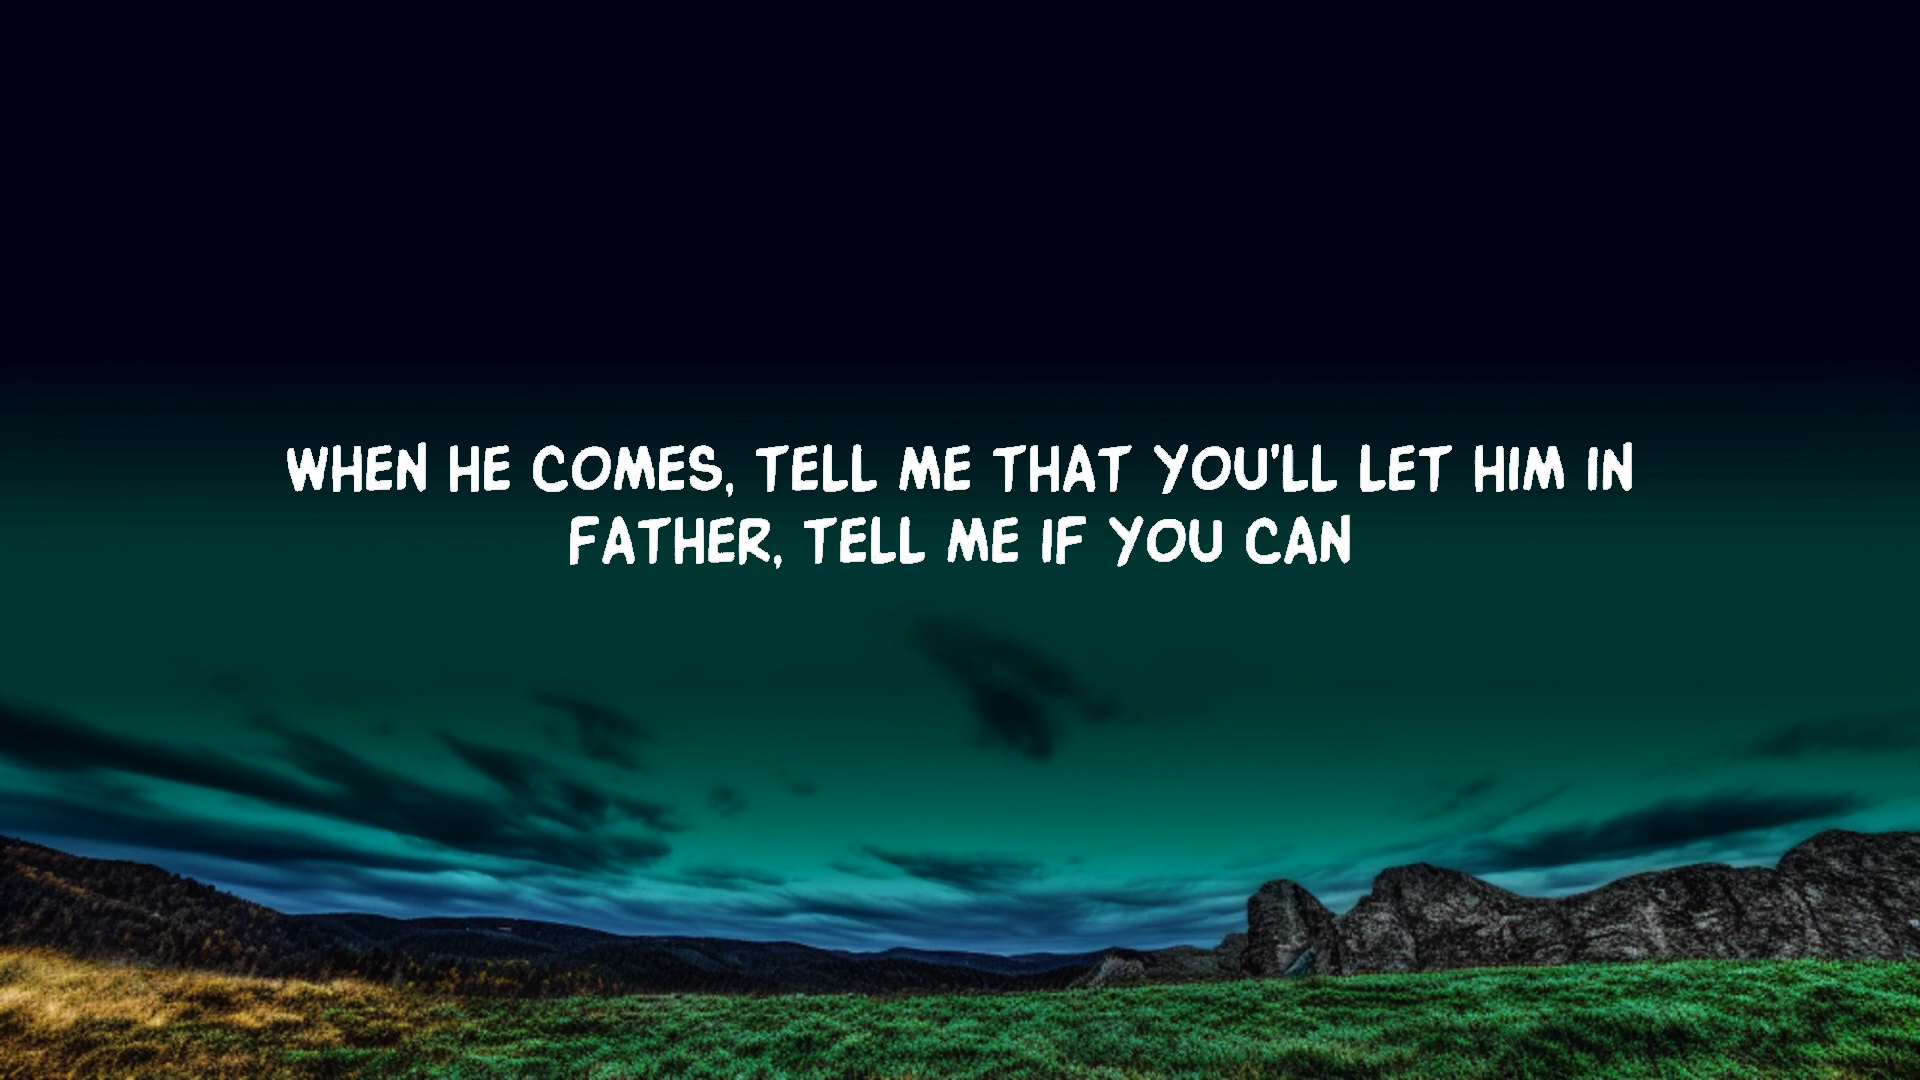 WHEN HE COMES, TELL ME THAT YOU'LL LET HIM IN
FATHER, TELL ME IF YOU CAN